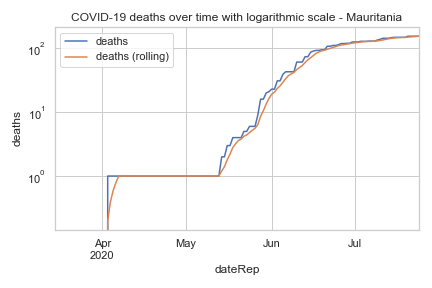 COVID-19 deaths over time with logarithmic scale - Mauritania
deaths
deaths (rolling)
10²
10¹
10⁰
deaths
Apr
2020
May
Jun
Jul
dateRep